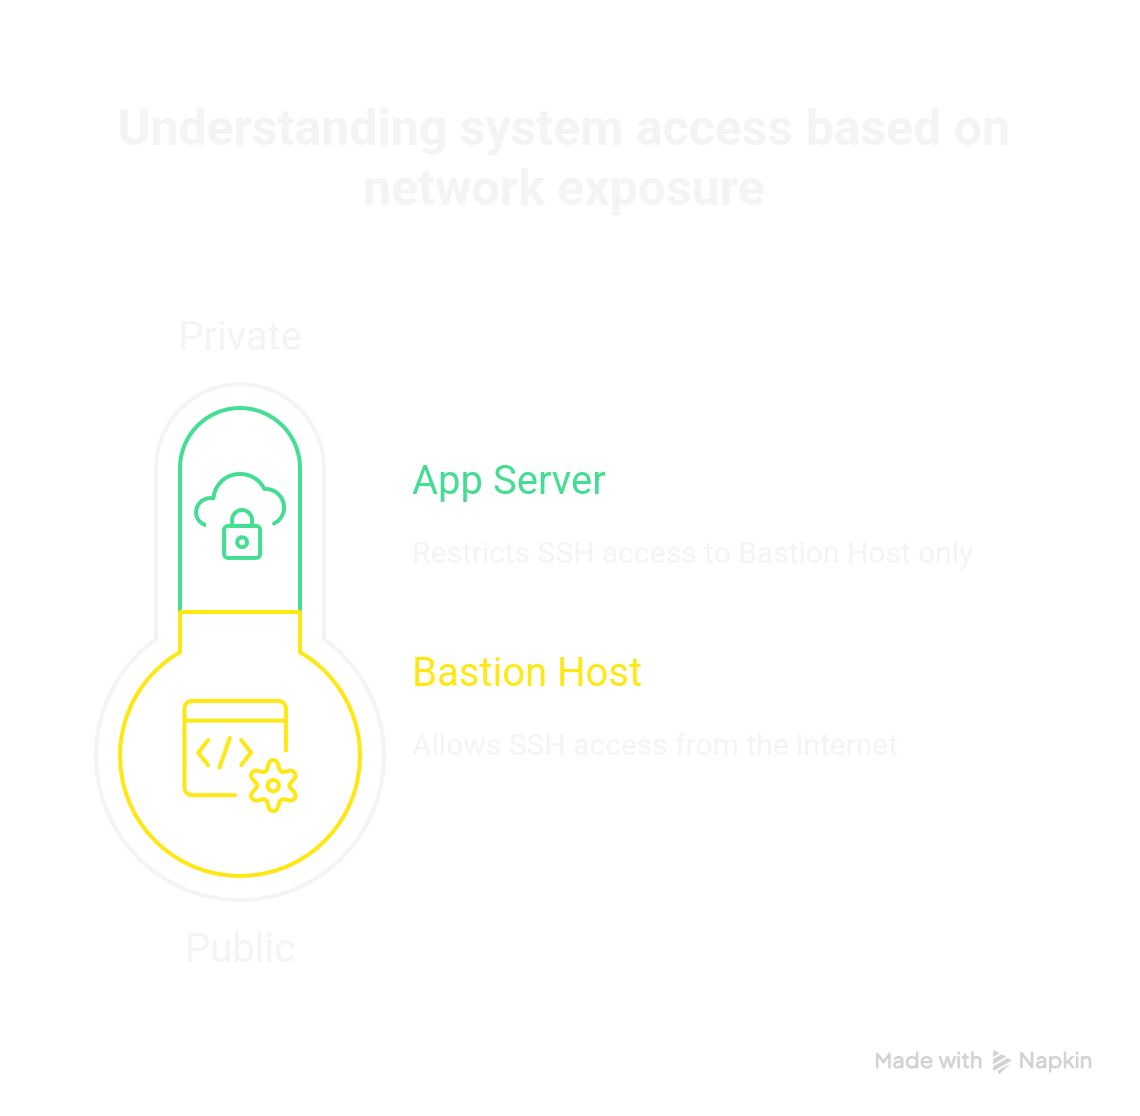 Understanding system access based on
network exposure
Private
App Server
Restricts SSH access to Bastion Host only
Bastion Host
Allows SSH access from the internet
Public
Made with Napkin